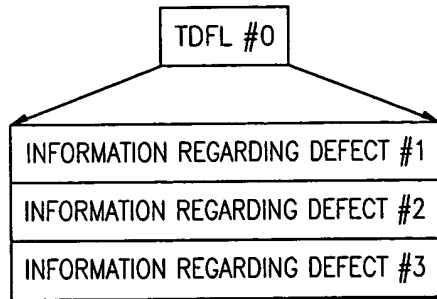 TDFL #0
INFORMATION REGARDING DEFECT #1
INFORMATION REGARDING DEFECT #2
INFORMATION REGARDING DEFECT #3